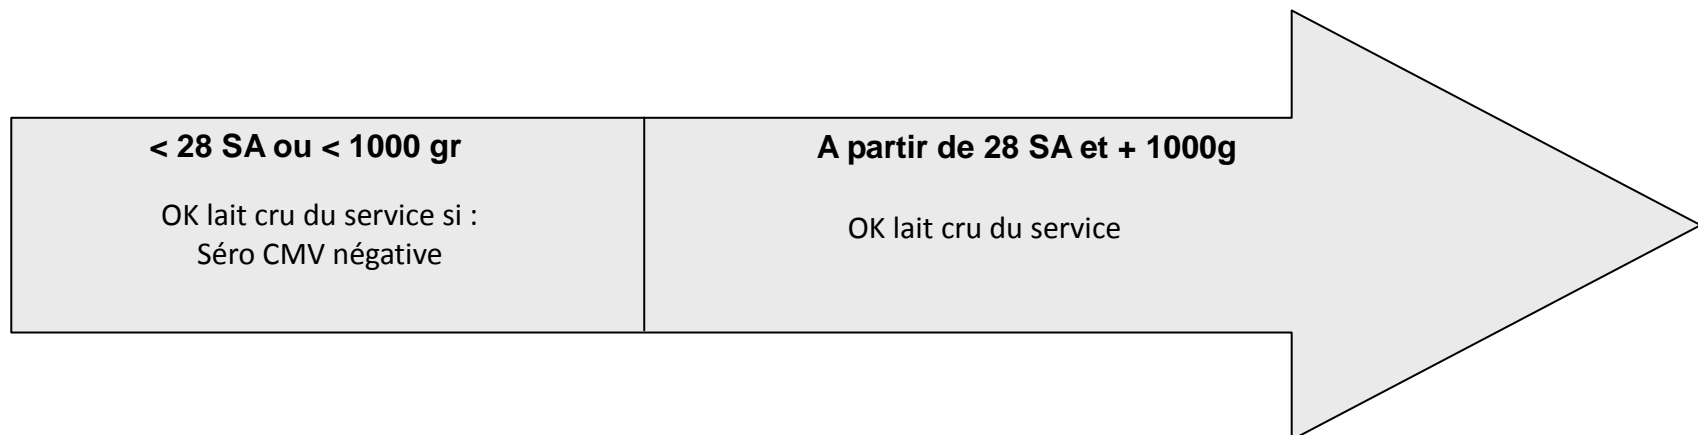 < 28 SA ou < 1000 gr
OK lait cru du service si :
Séro CMV négative
A partir de 28 SA et + 1000g
OK lait cru du service